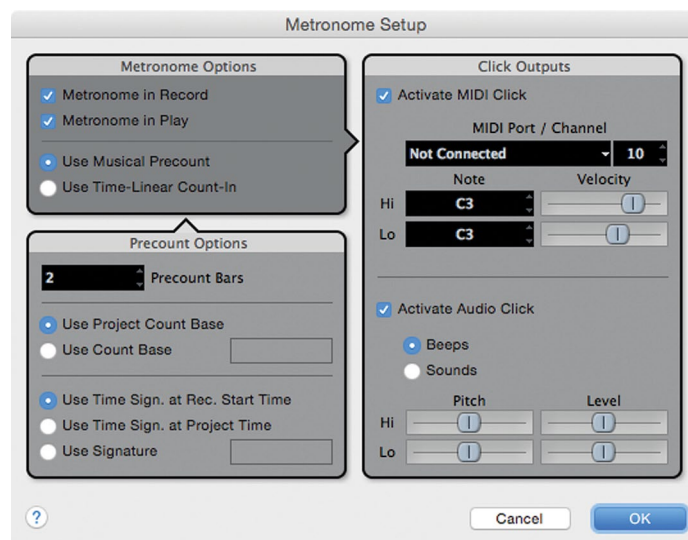 Metronome Setup
Metronome Options
Metronome in Record
Metronome in Play
Use Musical Precount
Use Time-Linear Count-In
Precount Options
2 Precount Bars
Use Project Count Base
Use Count Base
Use Time Sign. at Rec. Start Time
Use Time Sign. at Project Time
Use Signature
Click Outputs
Activate MIDI Click
MIDI Port / Channel
Not Connected 10
Note Velocity
Hi C3
Lo C3
Activate Audio Click
Beeps
Sounds
Pitch Level
Hi
Lo
?
Cancel OK